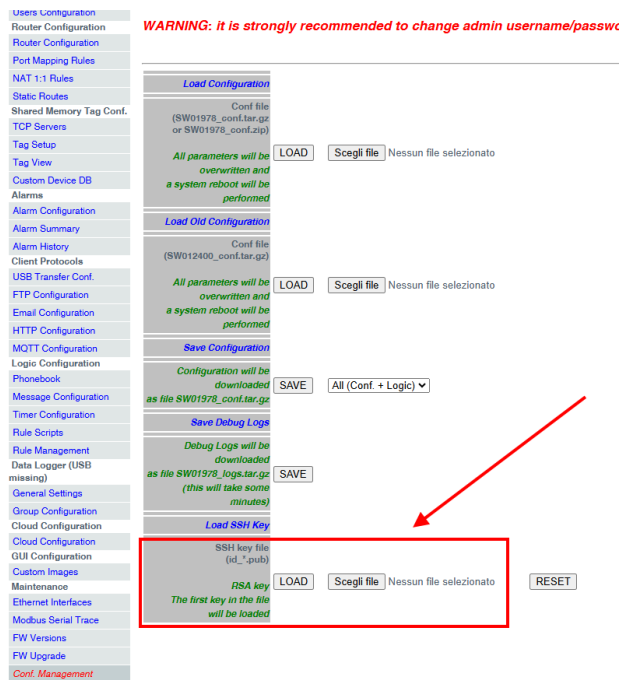 Users Configuration
Router Configuration
Router Configuration
Port Mapping Rules
NAT 1:1 Rules
Static Routes
Shared Memory Tag Conf.
TCP Servers
Tag Setup
Tag View
Custom Device DB
Alarms
Alarm Configuration
Alarm Summary
Alarm History
Client Protocols
USB Transfer Conf.
FTP Configuration
Email Configuration
HTTP Configuration
MQTT Configuration
Logic Configuration
Phonebook
Message Configuration
Timer Configuration
Rule Scripts
Rule Management
Data Logger (USB
missing)
General Settings
Group Configuration
Cloud Configuration
Cloud Configuration
GUI Configuration
Custom Images
Maintenance
Ethernet Interfaces
Modbus Serial Trace
FW Versions
FW Upgrade
Conf. Management
WARNING: it is strongly recommended to change admin username/passwo
Load Configuration
Conf file
(SW01978_conf.tar.gz
or SW01978_conf.zip)
All parameters will be
overwritten and
a system reboot will be
performed
LOAD Scegli file Nessun file selezionato
Load Old Configuration
Conf file
(SW012400_conf.tar.gz)
All parameters will be
overwritten and
a system reboot will be
performed
LOAD Scegli file Nessun file selezionato
Save Configuration
Configuration will be
downloaded
as file SW01978_conf.tar.gz
SAVE All (Conf. + Logic)
Save Debug Logs
Debug Logs will be
downloaded
as file SW01978_logs.tar.gz
(this will take some
minutes)
SAVE
Load SSH Key
SSH key file
(id_*.pub)
RSA key
The first key in the file
will be loaded
LOAD Scegli file Nessun file selezionato RESET